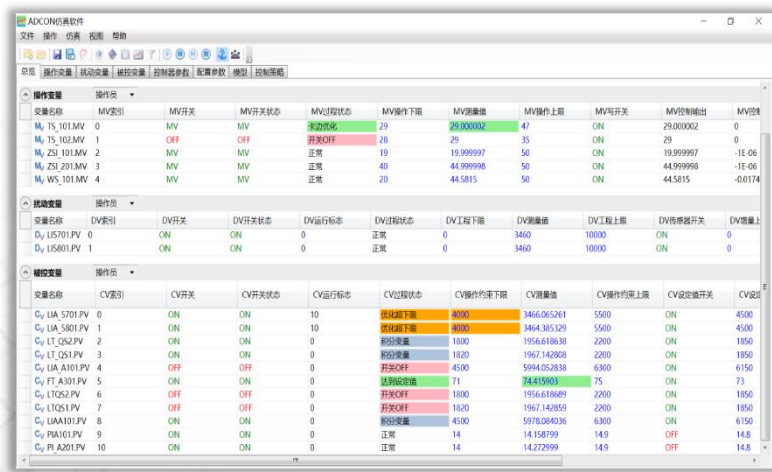 ADCON仿真软件
文件 操作 仿真 视图 帮助
总览 操作变量 扰动变量 被控变量 控制器参数 配置参数 模型 控制策略
操作变量 操作员
变量名称 MV索引 MV开关 MV开关状态 MV过程状态 MV操作下限 MV测量值 MV操作上限 MV写开关 MV控制输出 MV控制
Mv TS_101.MV 0 MV MV 卡边优化 29 29.000002 47 ON 29.000002 0
Mv TS_102.MV 1 OFF OFF 开关OFF 28 29 35 ON 29 0
Mv ZSI_101.MV 2 MV MV 正常 19 19.999997 50 ON 19.999997 -1E-06
Mv ZSI_201.MV 3 MV MV 正常 40 44.999998 50 ON 44.999998 -1E-06
Mv WS_101.MV 4 MV MV 正常 20 44.5815 50 ON 44.5815 -0.0174
扰动变量 操作员
变量名称 DV索引 DV开关 DV开关状态 DV运行标志 DV过程状态 DV工程下限 DV测量值 DV工程上限 DV传感器开关 DV增量上
Dv LIS701.PV 0 ON ON 0 正常 0 3460 10000 ON 0
Dv LIS801.PV 1 ON ON 0 正常 0 3460 10000 ON 0
被控变量 操作员
变量名称 CV索引 CV开关 CV开关状态 CV运行标志 CV过程状态 CV操作约束下限 CV测量值 CV操作约束上限 CV设定值开关 CV设定
Cv LIA_5701.PV 0 ON ON 10 优化超下限 4000 3466.065261 5500 ON 4500
Cv LIA_5801.PV 1 ON ON 10 优化超下限 4000 3464.385329 5500 ON 4500
Cv LT_QS2.PV 2 ON ON 0 积分变量 1800 1956.618638 2200 ON 1850
Cv LT_QS1.PV 3 ON ON 0 积分变量 1820 1967.142808 2200 ON 1850
Cv LIA_A101.PV 4 OFF OFF 0 开关OFF 4500 5994.052838 6300 ON 6150
Cv FT_A301.PV 5 ON ON 0 达到设定值 71 74.415903 75 ON 73
Cv LTQS2.PV 6 OFF OFF 0 开关OFF 1800 1956.618689 2200 ON 1850
Cv LTQS1.PV 7 OFF OFF 0 开关OFF 1820 1967.142859 2200 ON 1850
Cv LIAA101.PV 8 ON ON 0 积分变量 4500 5978.084036 6300 ON 6150
Cv PIA101.PV 9 ON ON 0 正常 14 14.158799 14.9 OFF 14.8
Cv PI_A201.PV 10 ON ON 0 正常 14 14.272999 14.9 OFF 14.8